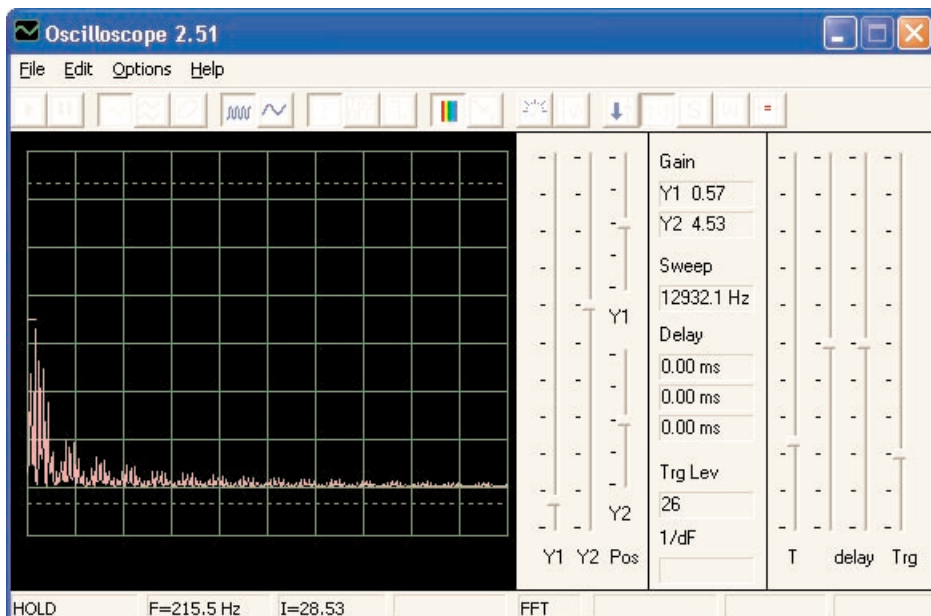 Oscilloscope 2.51
File Edit Options Help
Gain
Y1 0.57
Y2 4.53
Sweep
12932.1 Hz
Y1
Delay
0.00 ms
0.00 ms
0.00 ms
Trg Lev
26
Y2
1/dF
Y1 Y2 Pos
T delay Trg
HOLD F=215.5 Hz I=28.53 FFT